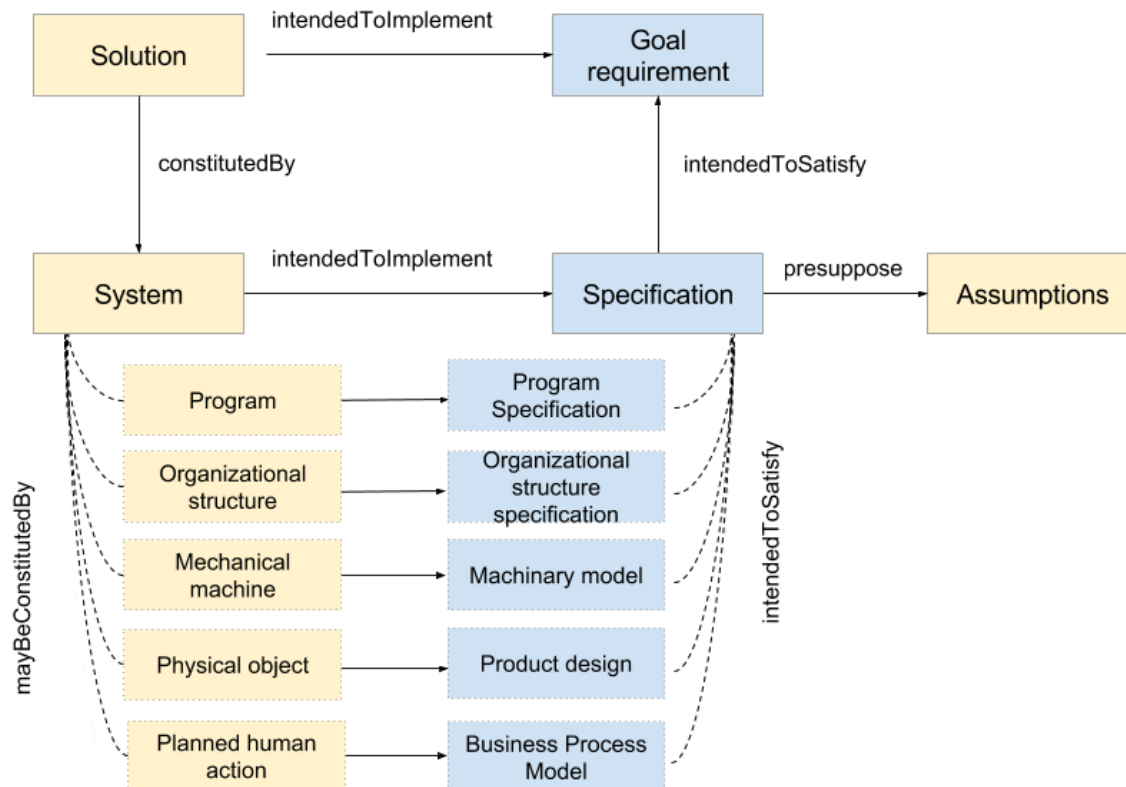 intendedToImplement
Solution
Goal
requirement
constitutedBy
intendedToSatisfy
intendedToImplement
presuppose
System
Specification
Assumptions
Program
Program
Specification
Organizational
structure
Organizational
structure
specification
mayBeConstitutedBy
intendedToSatisfy
Mechanical
machine
Machinary model
Physical object
Product design
Planned human
action
Business Process
Model